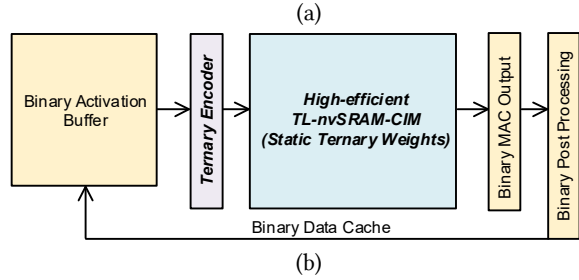 (a)
Binary Activation
Buffer
Ternary Encoder
High-efficient
TL-nvSRAM-CIM
(Static Ternary Weights)
Binary MAC Output
Binary Post Processing
Binary Data Cache
(b)